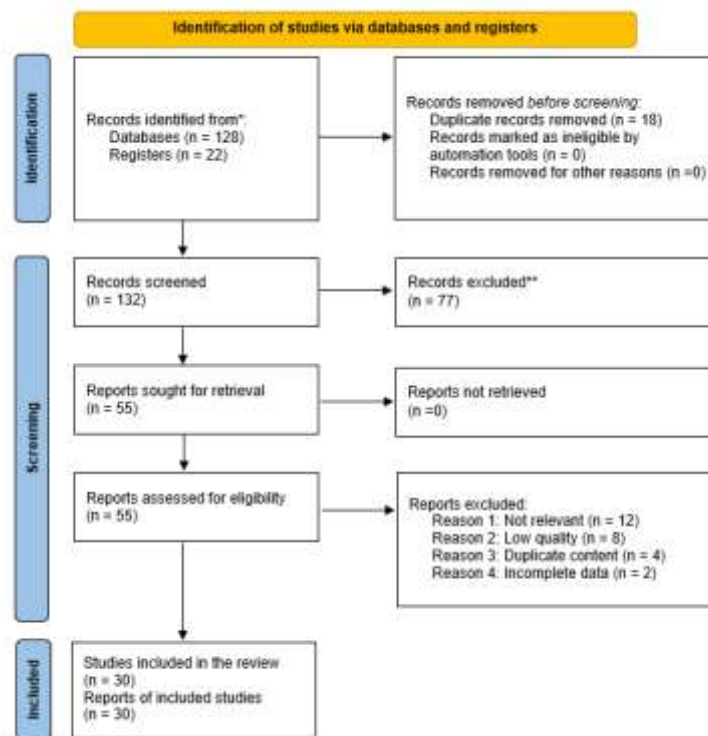 Identification of studies via databases and registers
Identification
Records identified from*:
Databases (n = 128)
Registers (n = 22)
Records removed before screening:
Duplicate records removed (n = 18)
Records marked as ineligible by
automation tools (n = 0)
Records removed for other reasons (n =0)
Screening
Records screened
(n = 132)
Records excluded**
(n = 77)
Reports sought for retrieval
(n = 55)
Reports not retrieved
(n =0)
Reports assessed for eligibility
(n = 55)
Reports excluded:
Reason 1: Not relevant (n = 12)
Reason 2: Low quality (n = 8)
Reason 3: Duplicate content (n = 4)
Reason 4: Incomplete data (n = 2)
Included
Studies included in the review
(n = 30)
Reports of included studies
(n = 30)